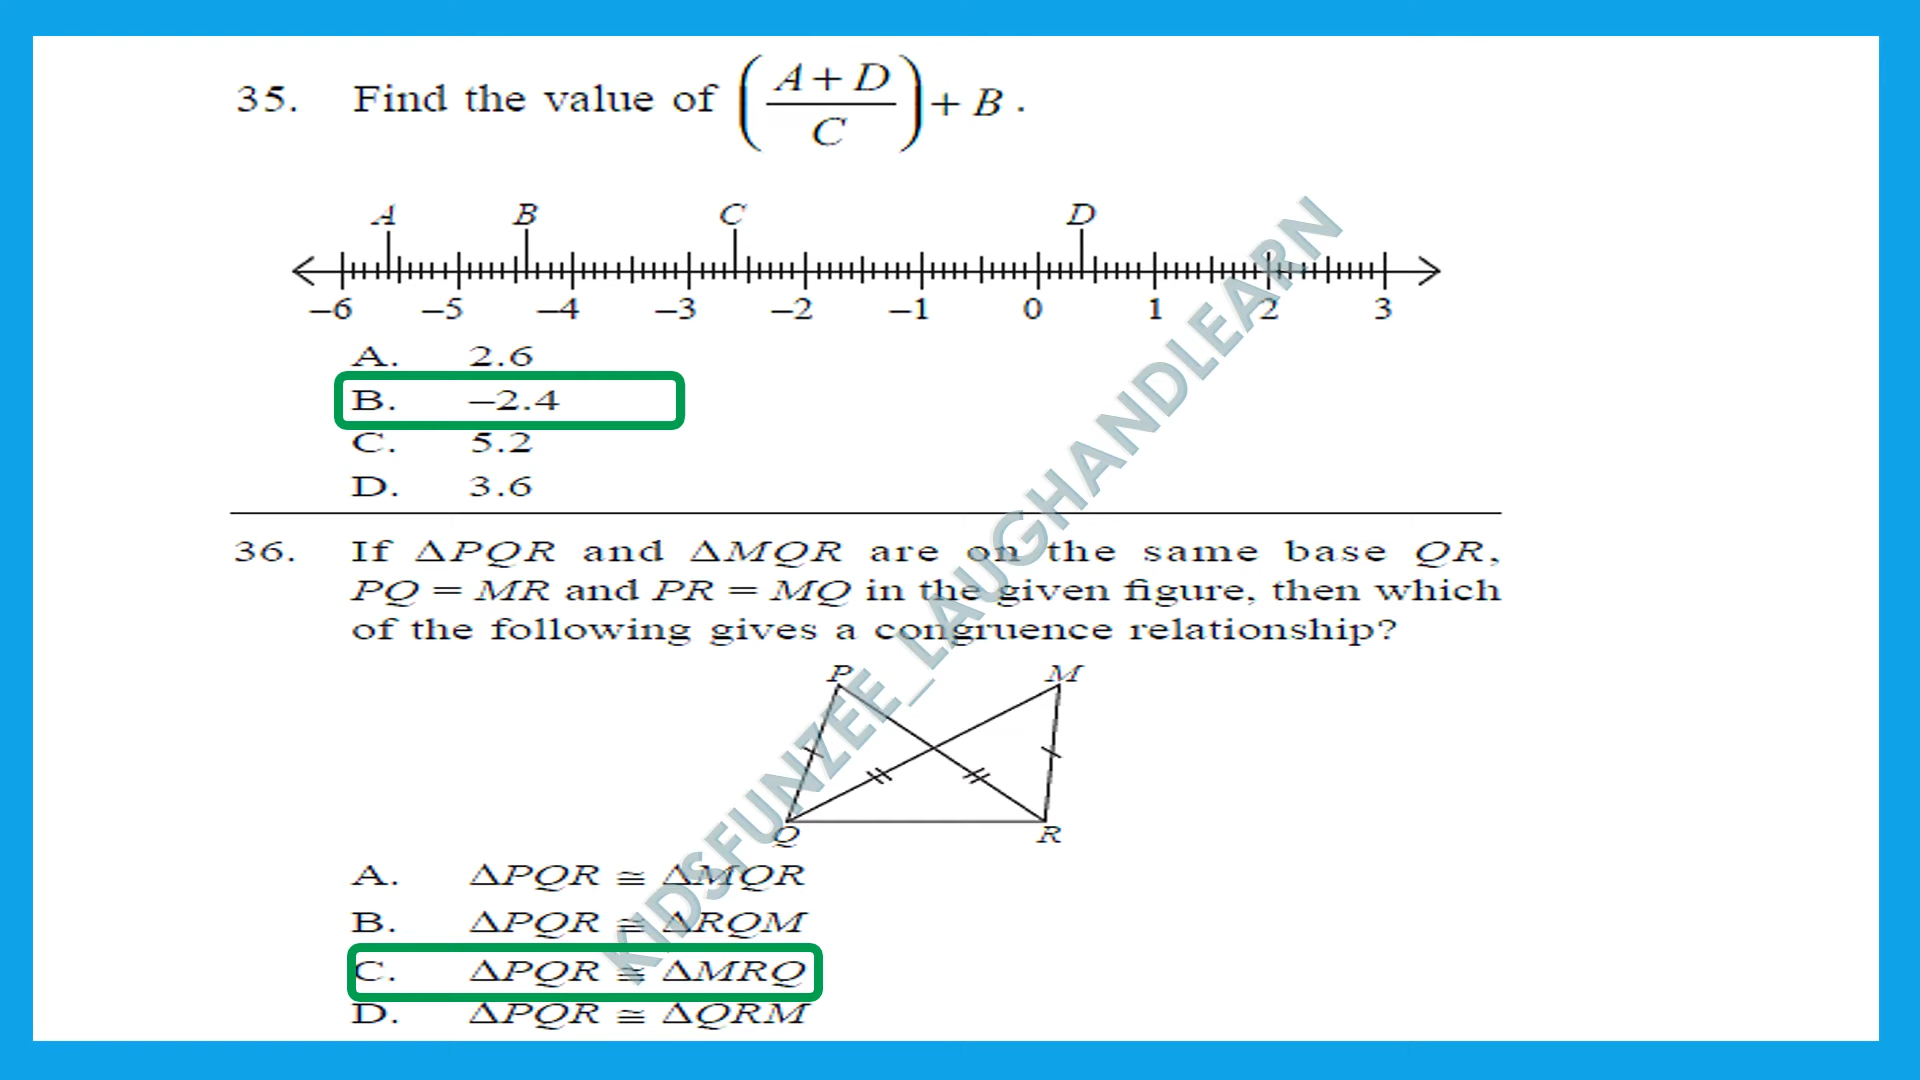 35. Find the value of ((A + D)/C) + B .
A B C D
–6 –5 –4 –3 –2 –1 0 1 2 3
A. 2.6
B. –2.4
C. 5.2
D. 3.6
36. If ΔPQR and ΔMQR are on the same base QR,
PQ = MR and PR = MQ in the given figure, then which
of the following gives a congruence relationship?
P M
Q R
A. ΔPQR ≅ ΔMQR
B. ΔPQR ≅ ΔRQM
C. ΔPQR ≅ ΔMRQ
D. ΔPQR ≅ ΔQRM
KIDSFUNZEE_LAUGHANDLEARN